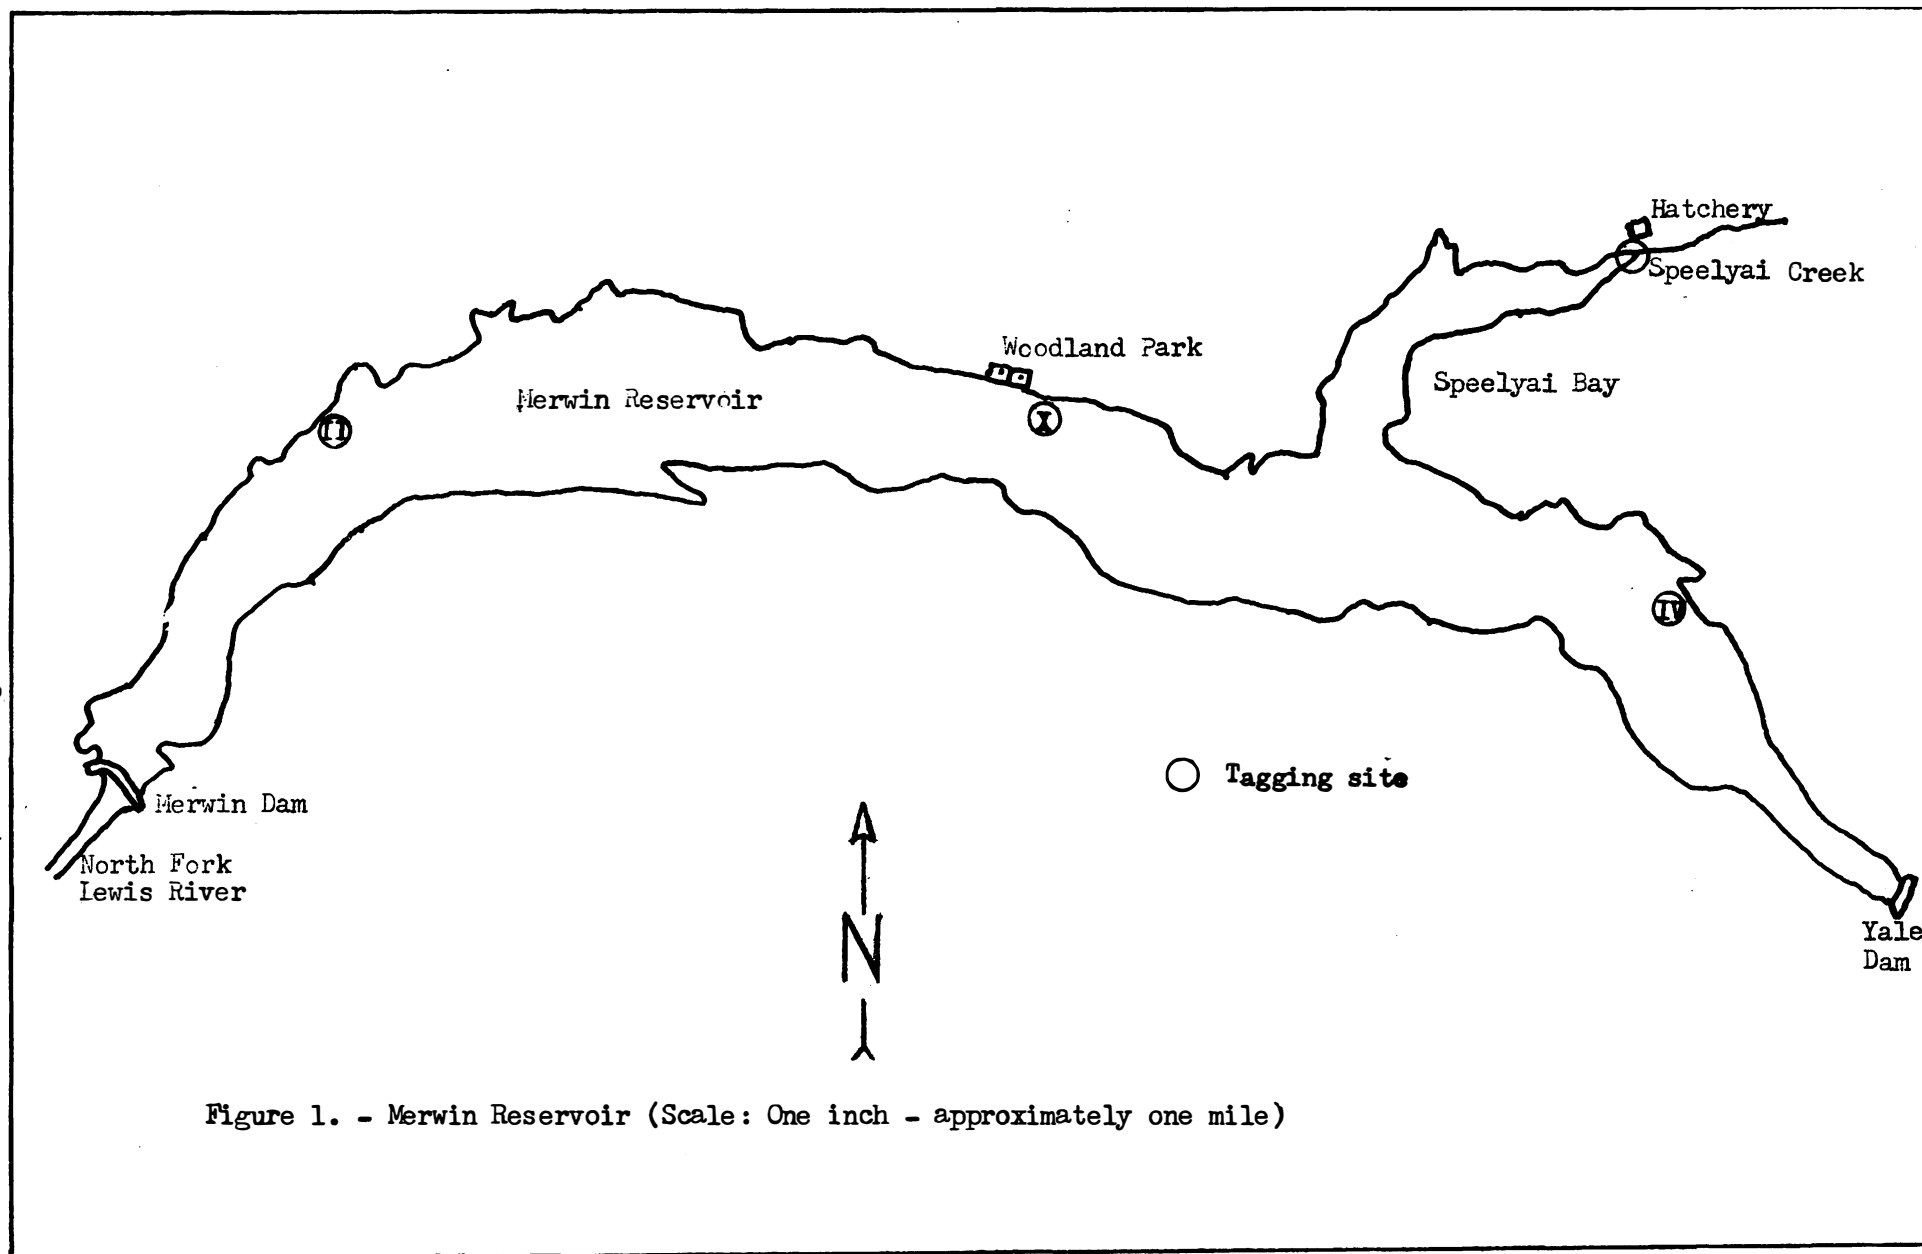 Hatchery
Speelyai Creek
Woodland Park
Speelyai Bay
Merwin Reservoir
II
X
IV
Tagging site
Merwin Dam
North Fork
Lewis River
N
Yale
Dam
Figure 1. - Merwin Reservoir (Scale: One inch - approximately one mile)